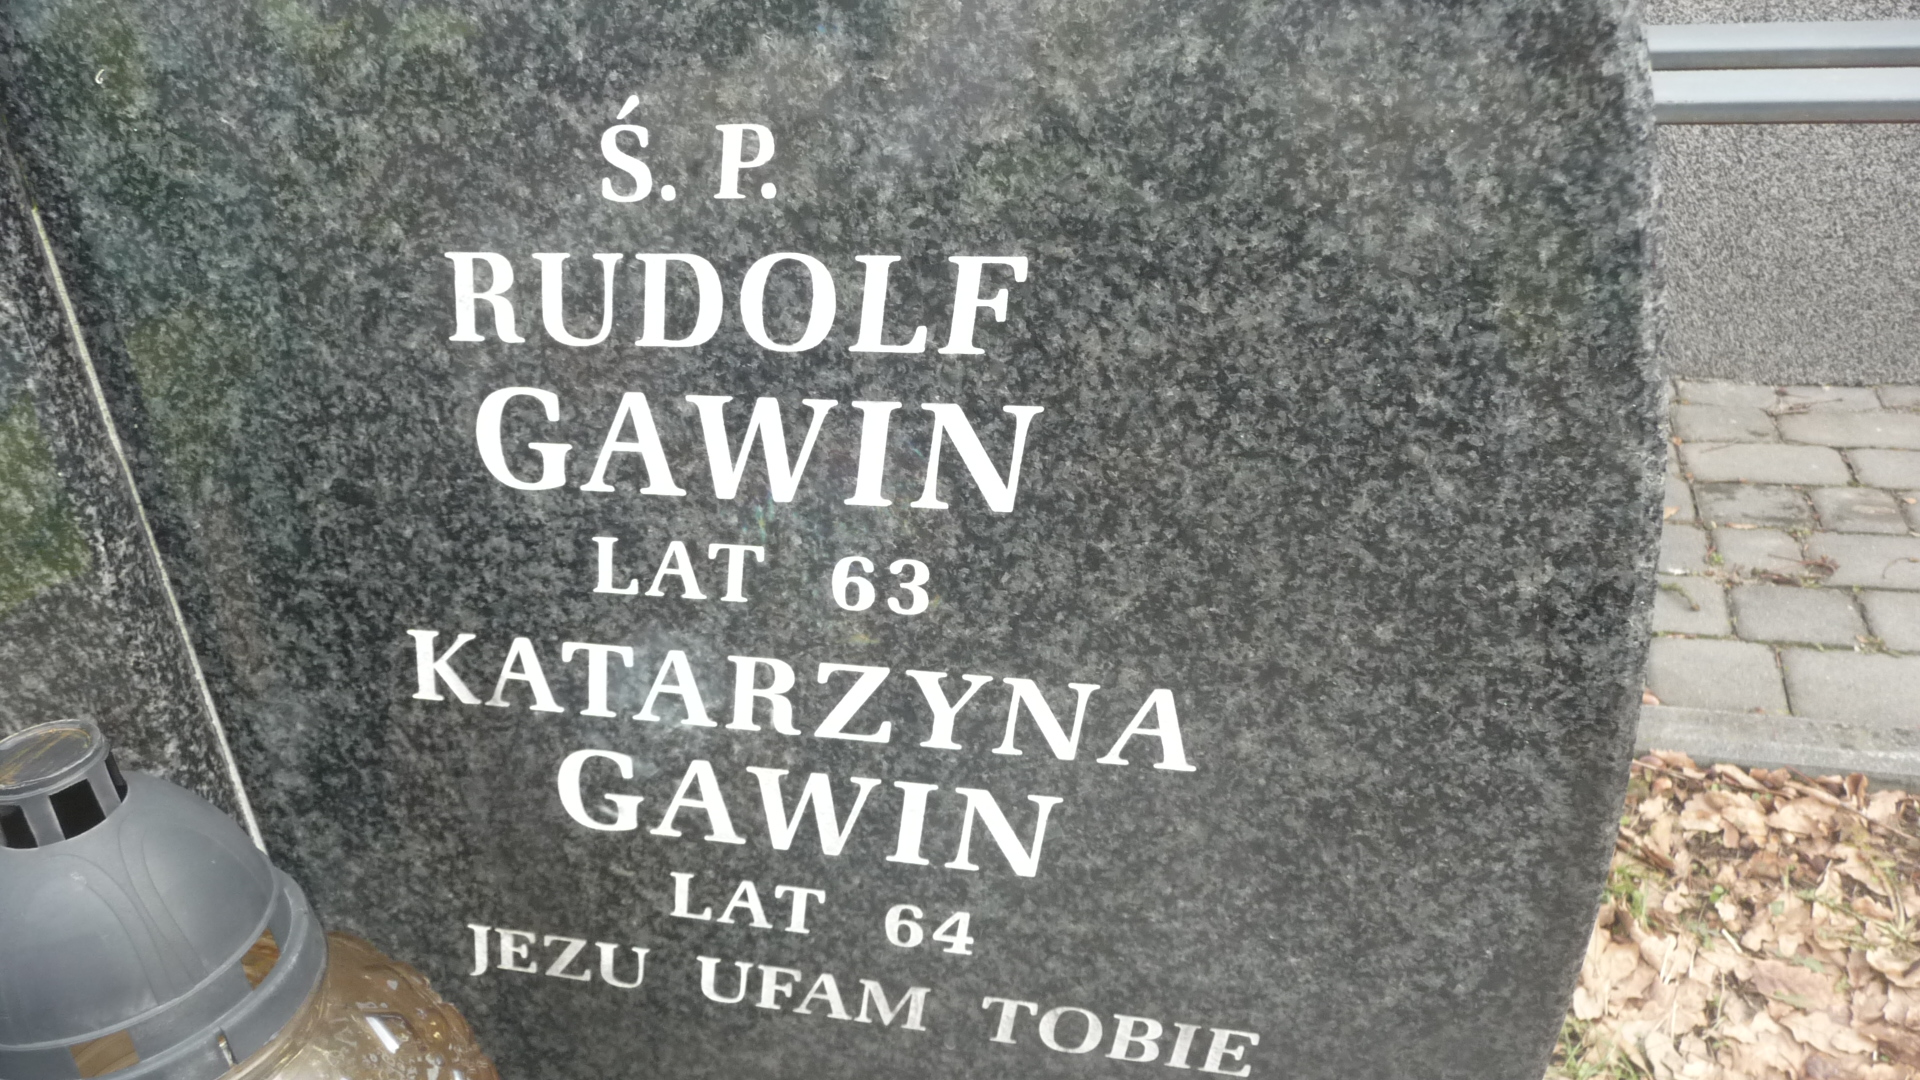 Ś. P.
RUDOLF
GAWIN
LAT 63
KATARZYNA
GAWIN
LAT 64
JEZU UFAM TOBIE